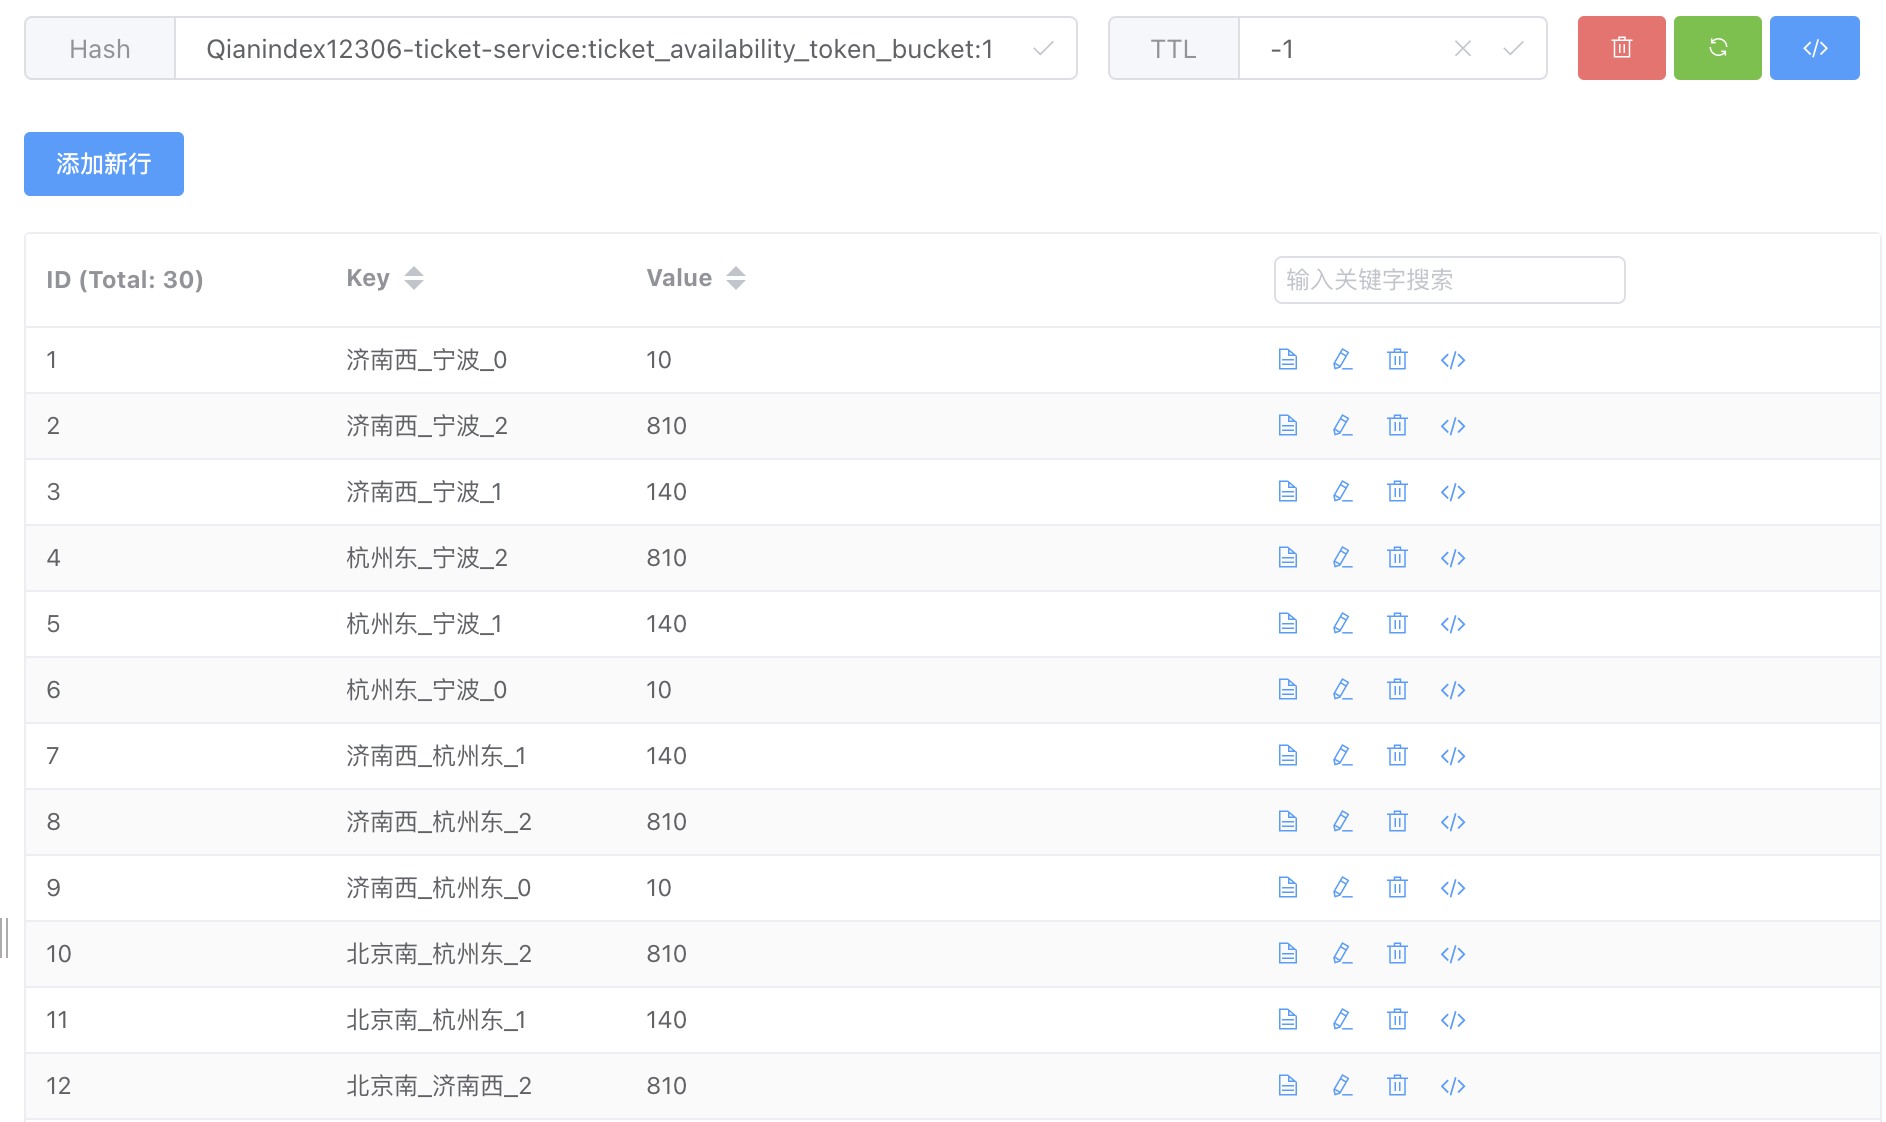 Hash Qianindex12306-ticket-service:ticket_availability_token_bucket:1 TTL -1
添加新行
ID (Total: 30) Key Value 输入关键字搜索
1 济南西_宁波_0 10
2 济南西_宁波_2 810
3 济南西_宁波_1 140
4 杭州东_宁波_2 810
5 杭州东_宁波_1 140
6 杭州东_宁波_0 10
7 济南西_杭州东_1 140
8 济南西_杭州东_2 810
9 济南西_杭州东_0 10
10 北京南_杭州东_2 810
11 北京南_杭州东_1 140
12 北京南_济南西_2 810